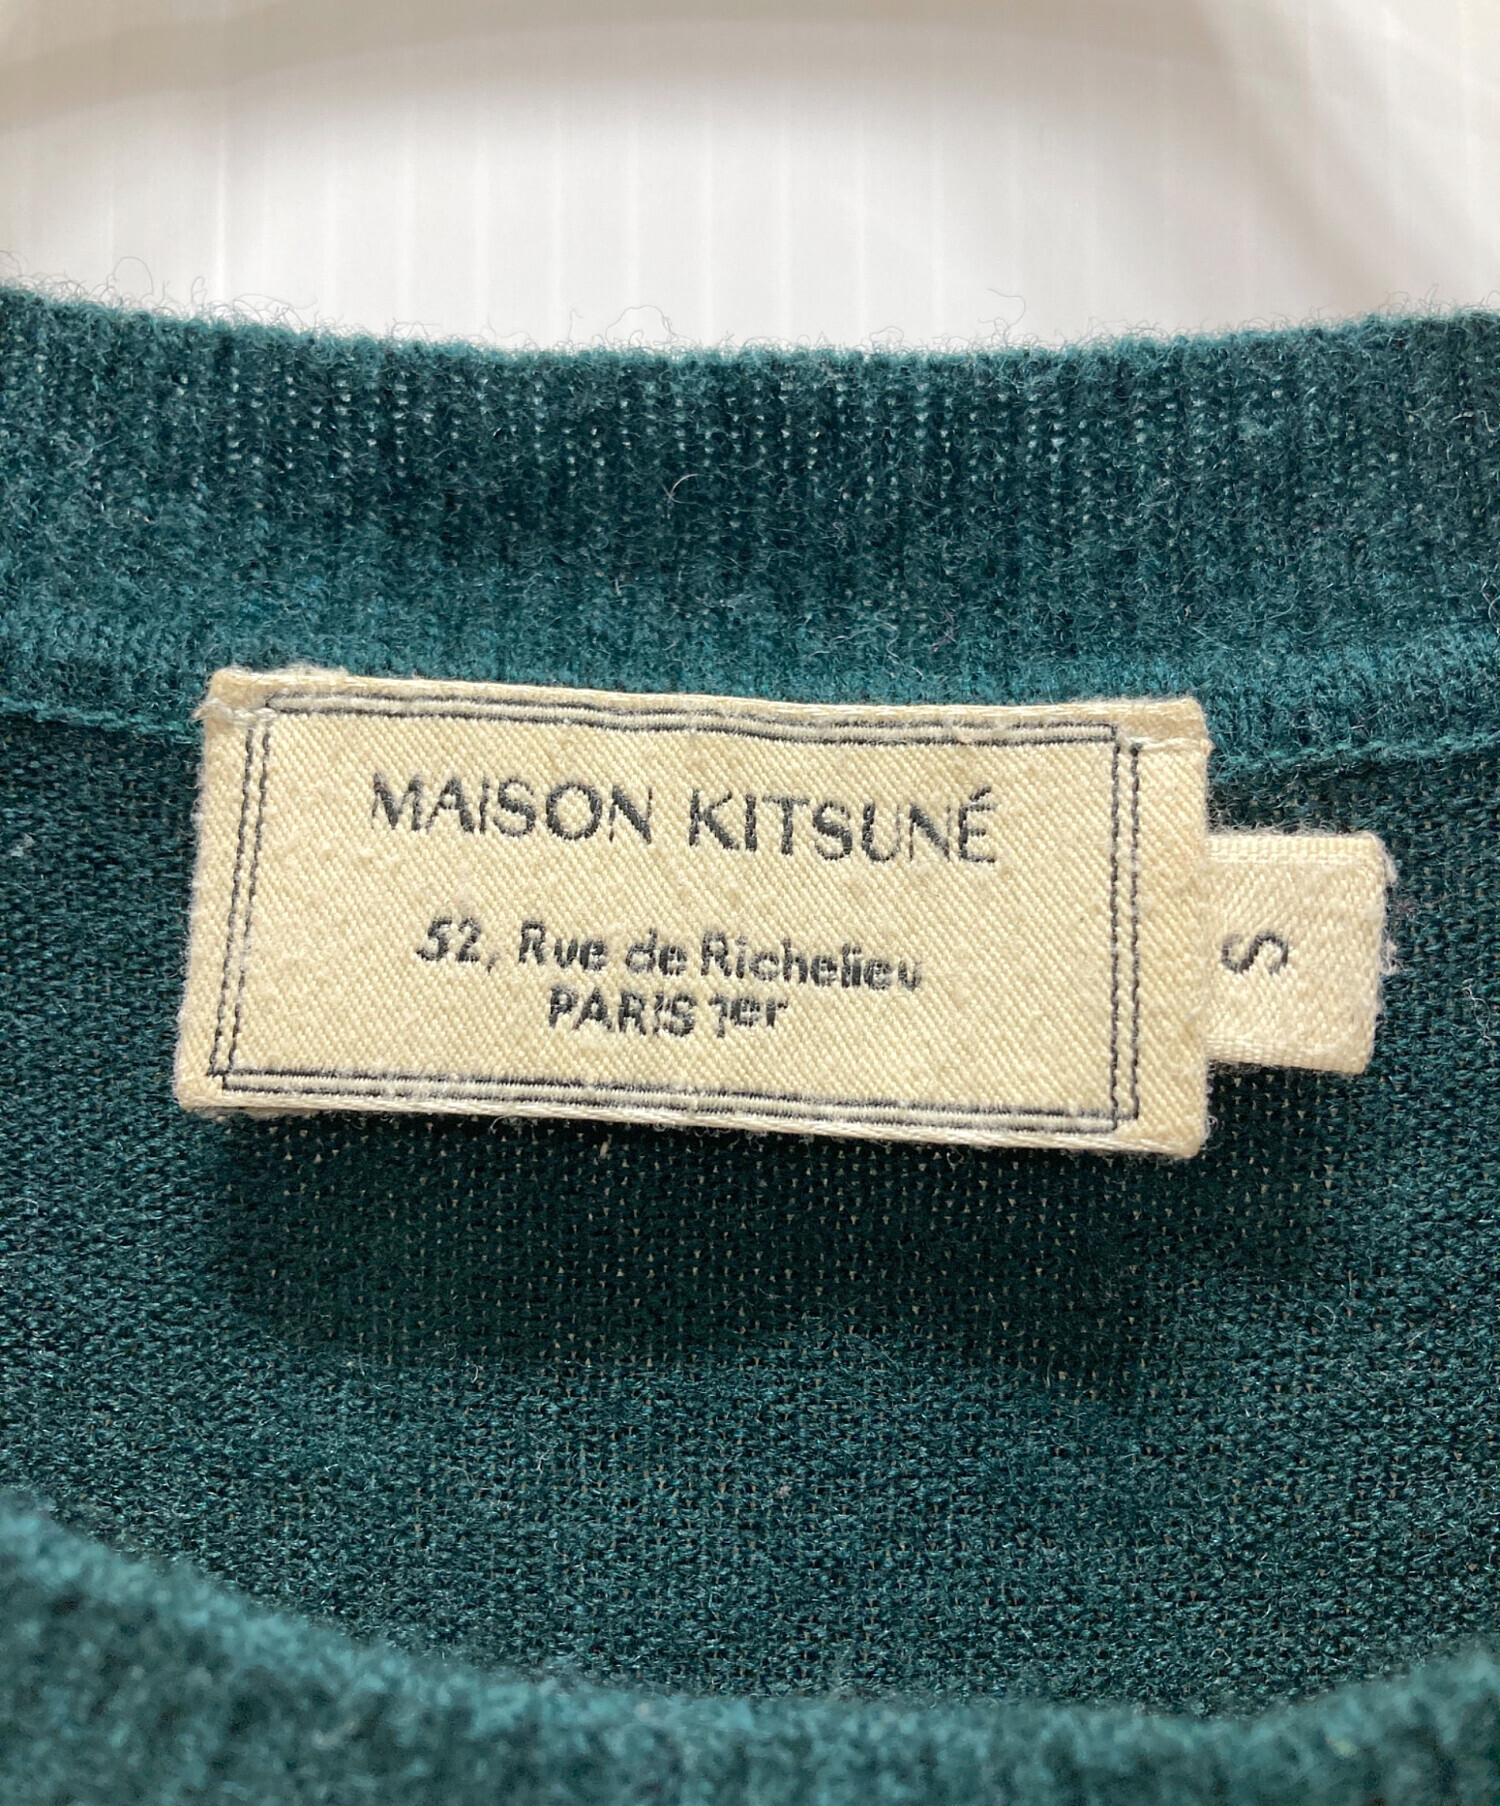 MAISON KITSUNÉ
52, Rue de Richelieu
PARIS 1er
S